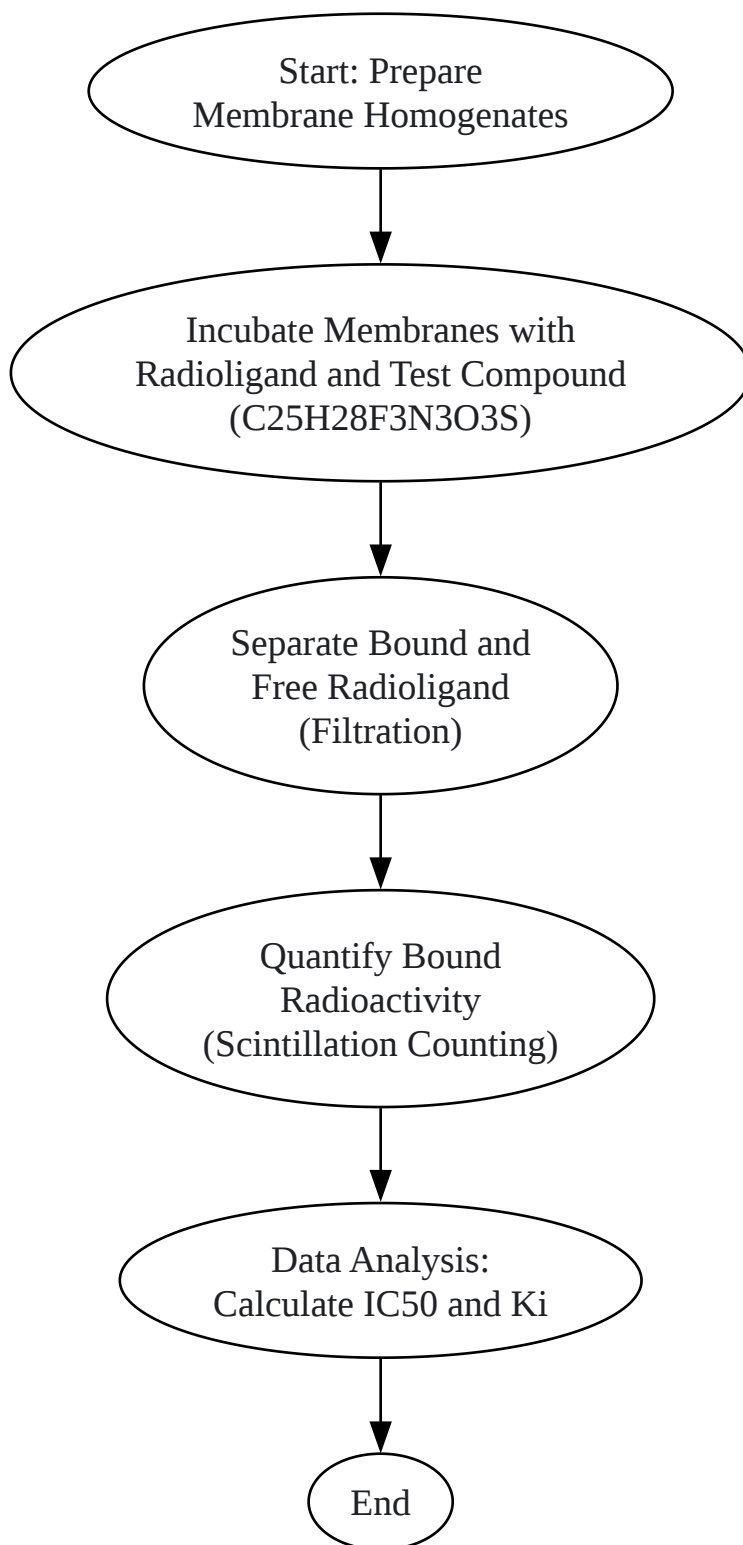 Start: Prepare
Membrane Homogenates
Incubate Membranes with
Radioligand and Test Compound
(C25H28F3N3O3S)
Separate Bound and
Free Radioligand
(Filtration)
Quantify Bound
Radioactivity
(Scintillation Counting)
Data Analysis:
Calculate IC50 and Ki
End